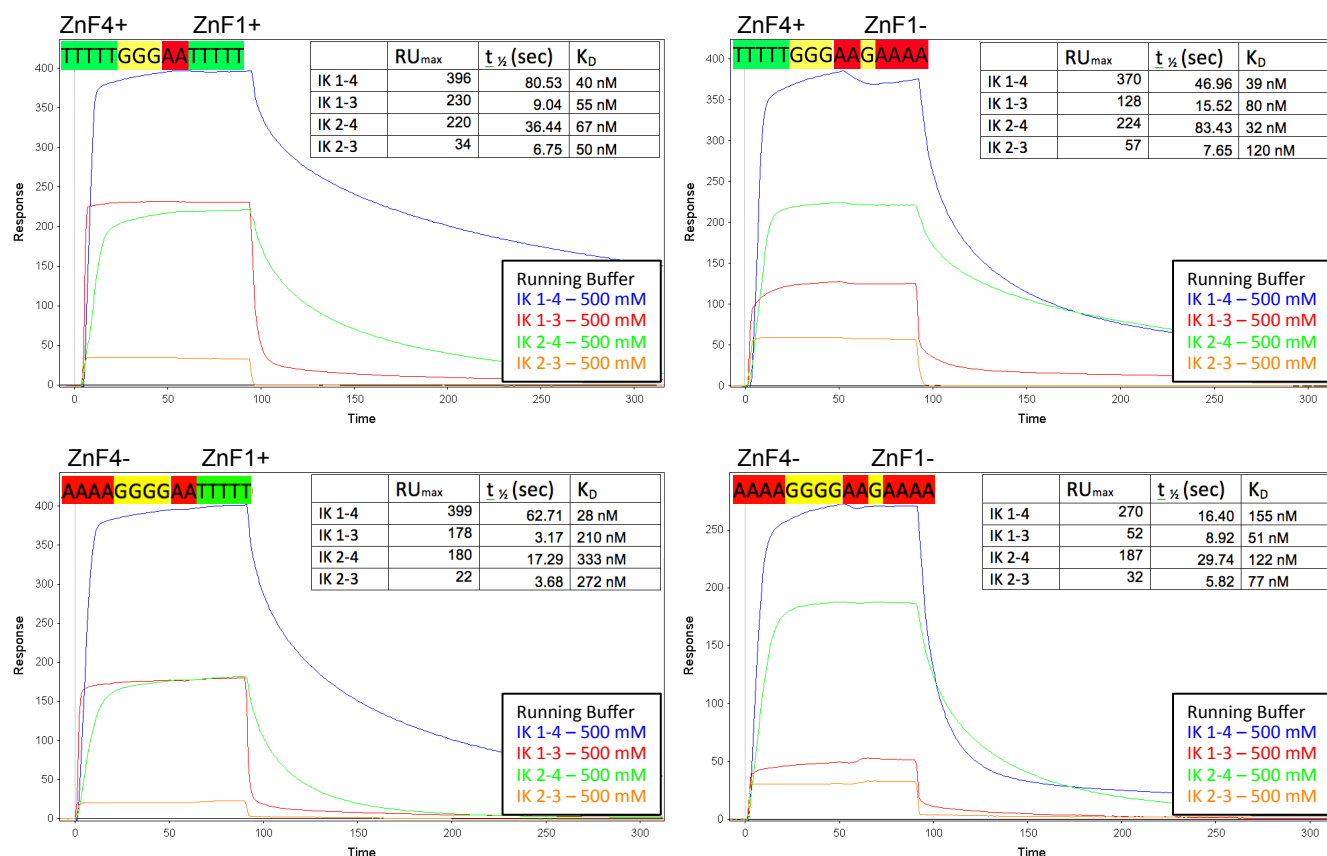 ZnF4+ ZnF1+
TTTTTGGGAATTTTT
RUmax t ½ (sec) KD
IK 1-4 396 80.53 40 nM
IK 1-3 230 9.04 55 nM
IK 2-4 220 36.44 67 nM
IK 2-3 34 6.75 50 nM
400
350
300
250
200
150
100
50
0
Response
0 50 100 150 200 250 300
Time
Running Buffer
IK 1-4 – 500 mM
IK 1-3 – 500 mM
IK 2-4 – 500 mM
IK 2-3 – 500 mM
ZnF4+ ZnF1-
TTTTTGGGAAGAAAA
RUmax t ½ (sec) KD
IK 1-4 370 46.96 39 nM
IK 1-3 128 15.52 80 nM
IK 2-4 224 83.43 32 nM
IK 2-3 57 7.65 120 nM
400
350
300
250
200
150
100
50
0
Response
0 50 100 150 200 250 300
Time
Running Buffer
IK 1-4 – 500 mM
IK 1-3 – 500 mM
IK 2-4 – 500 mM
IK 2-3 – 500 mM
ZnF4- ZnF1+
AAAAGGGGAATTTTT
RUmax t ½ (sec) KD
IK 1-4 399 62.71 28 nM
IK 1-3 178 3.17 210 nM
IK 2-4 180 17.29 333 nM
IK 2-3 22 3.68 272 nM
400
350
300
250
200
150
100
50
0
Response
0 50 100 150 200 250 300
Time
Running Buffer
IK 1-4 – 500 mM
IK 1-3 – 500 mM
IK 2-4 – 500 mM
IK 2-3 – 500 mM
ZnF4- ZnF1-
AAAAGGGGAAGAAAA
RUmax t ½ (sec) KD
IK 1-4 270 16.40 155 nM
IK 1-3 52 8.92 51 nM
IK 2-4 187 29.74 122 nM
IK 2-3 32 5.82 77 nM
250
200
150
100
50
0
Response
0 50 100 150 200 250 300
Time
Running Buffer
IK 1-4 – 500 mM
IK 1-3 – 500 mM
IK 2-4 – 500 mM
IK 2-3 – 500 mM